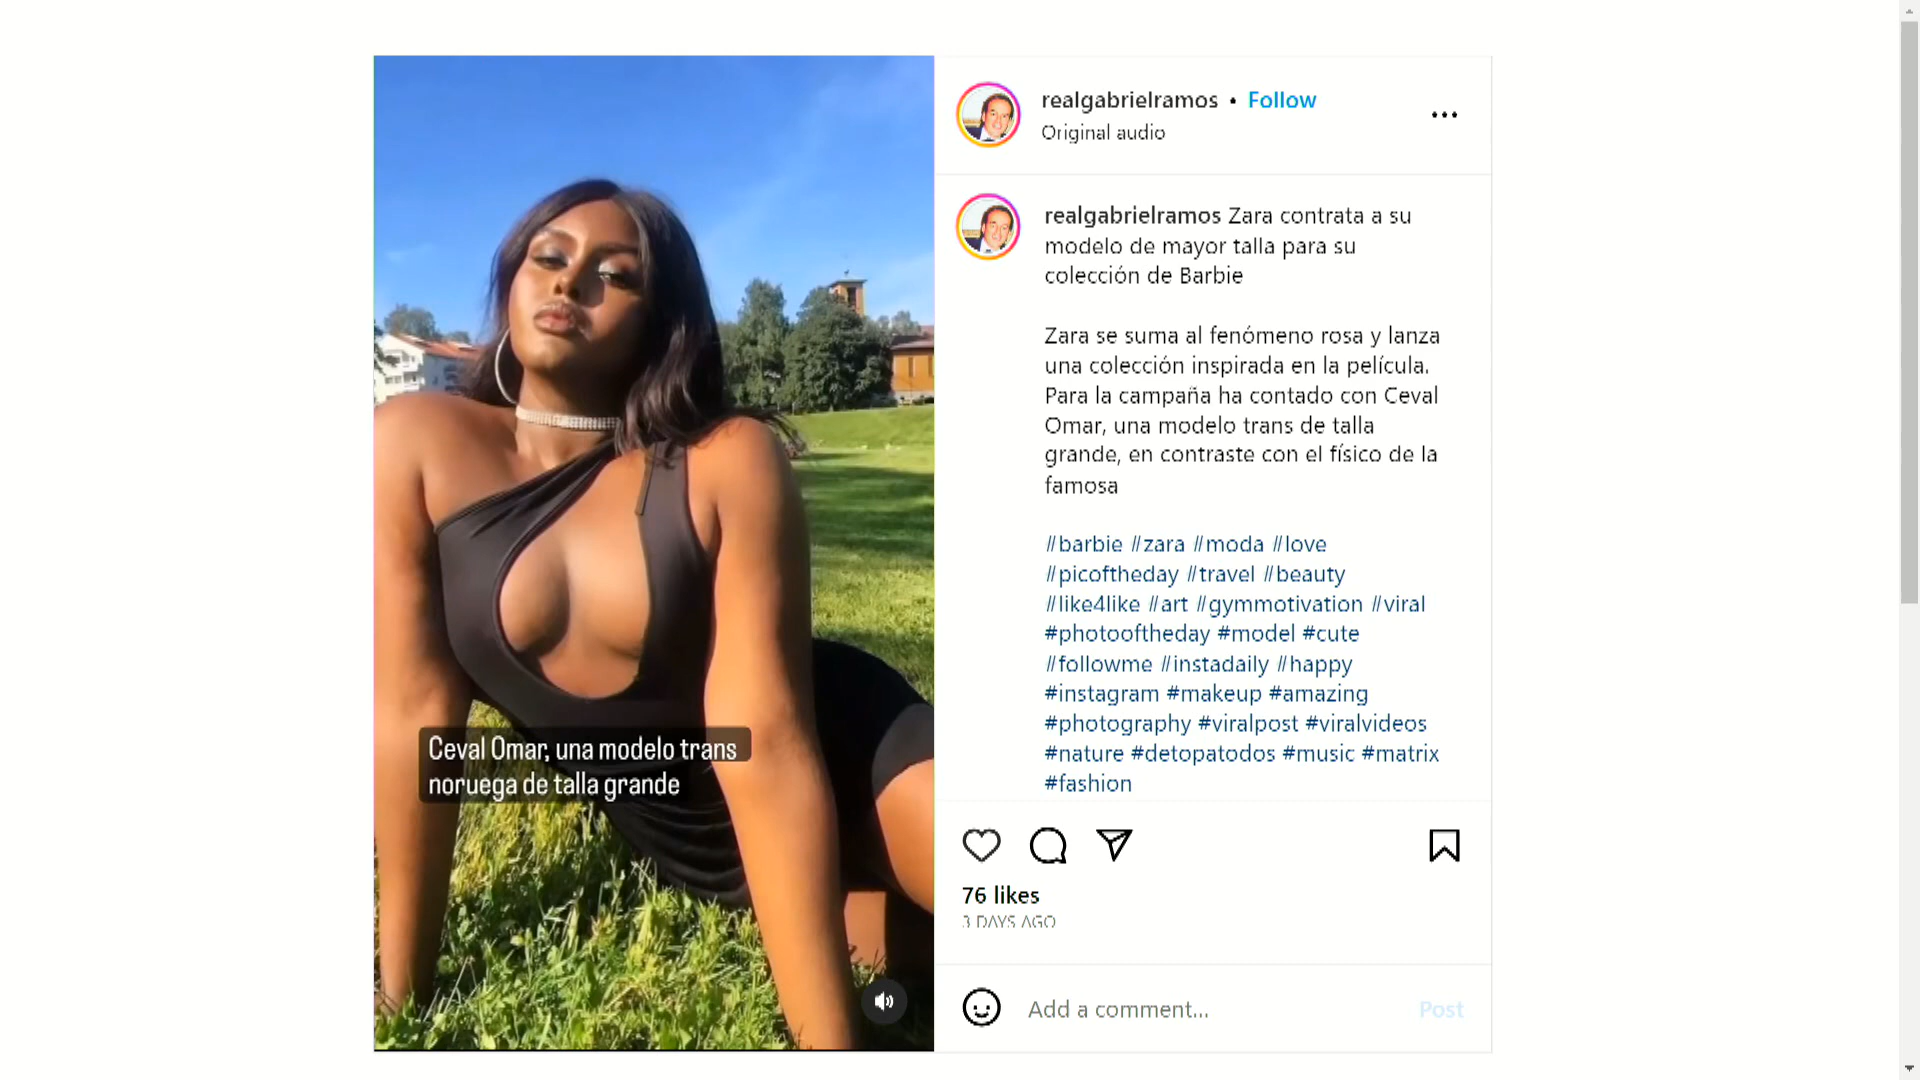 Ceval Omar, una modelo trans
noruega de talla grande
realgabrielramos • Follow
Original audio
realgabrielramos Zara contrata a su
modelo de mayor talla para su
colección de Barbie
Zara se suma al fenómeno rosa y lanza
una colección inspirada en la película.
Para la campaña ha contado con Ceval
Omar, una modelo trans de talla
grande, en contraste con el físico de la
famosa
#barbie #zara #moda #love
#picoftheday #travel #beauty
#like4like #art #gymmotivation #viral
#photooftheday #model #cute
#followme #instadaily #happy
#instagram #makeup #amazing
#photography #viralpost #viralvideos
#nature #detopatodos #music #matrix
#fashion
76 likes
3 DAYS AGO
Add a comment...
Post